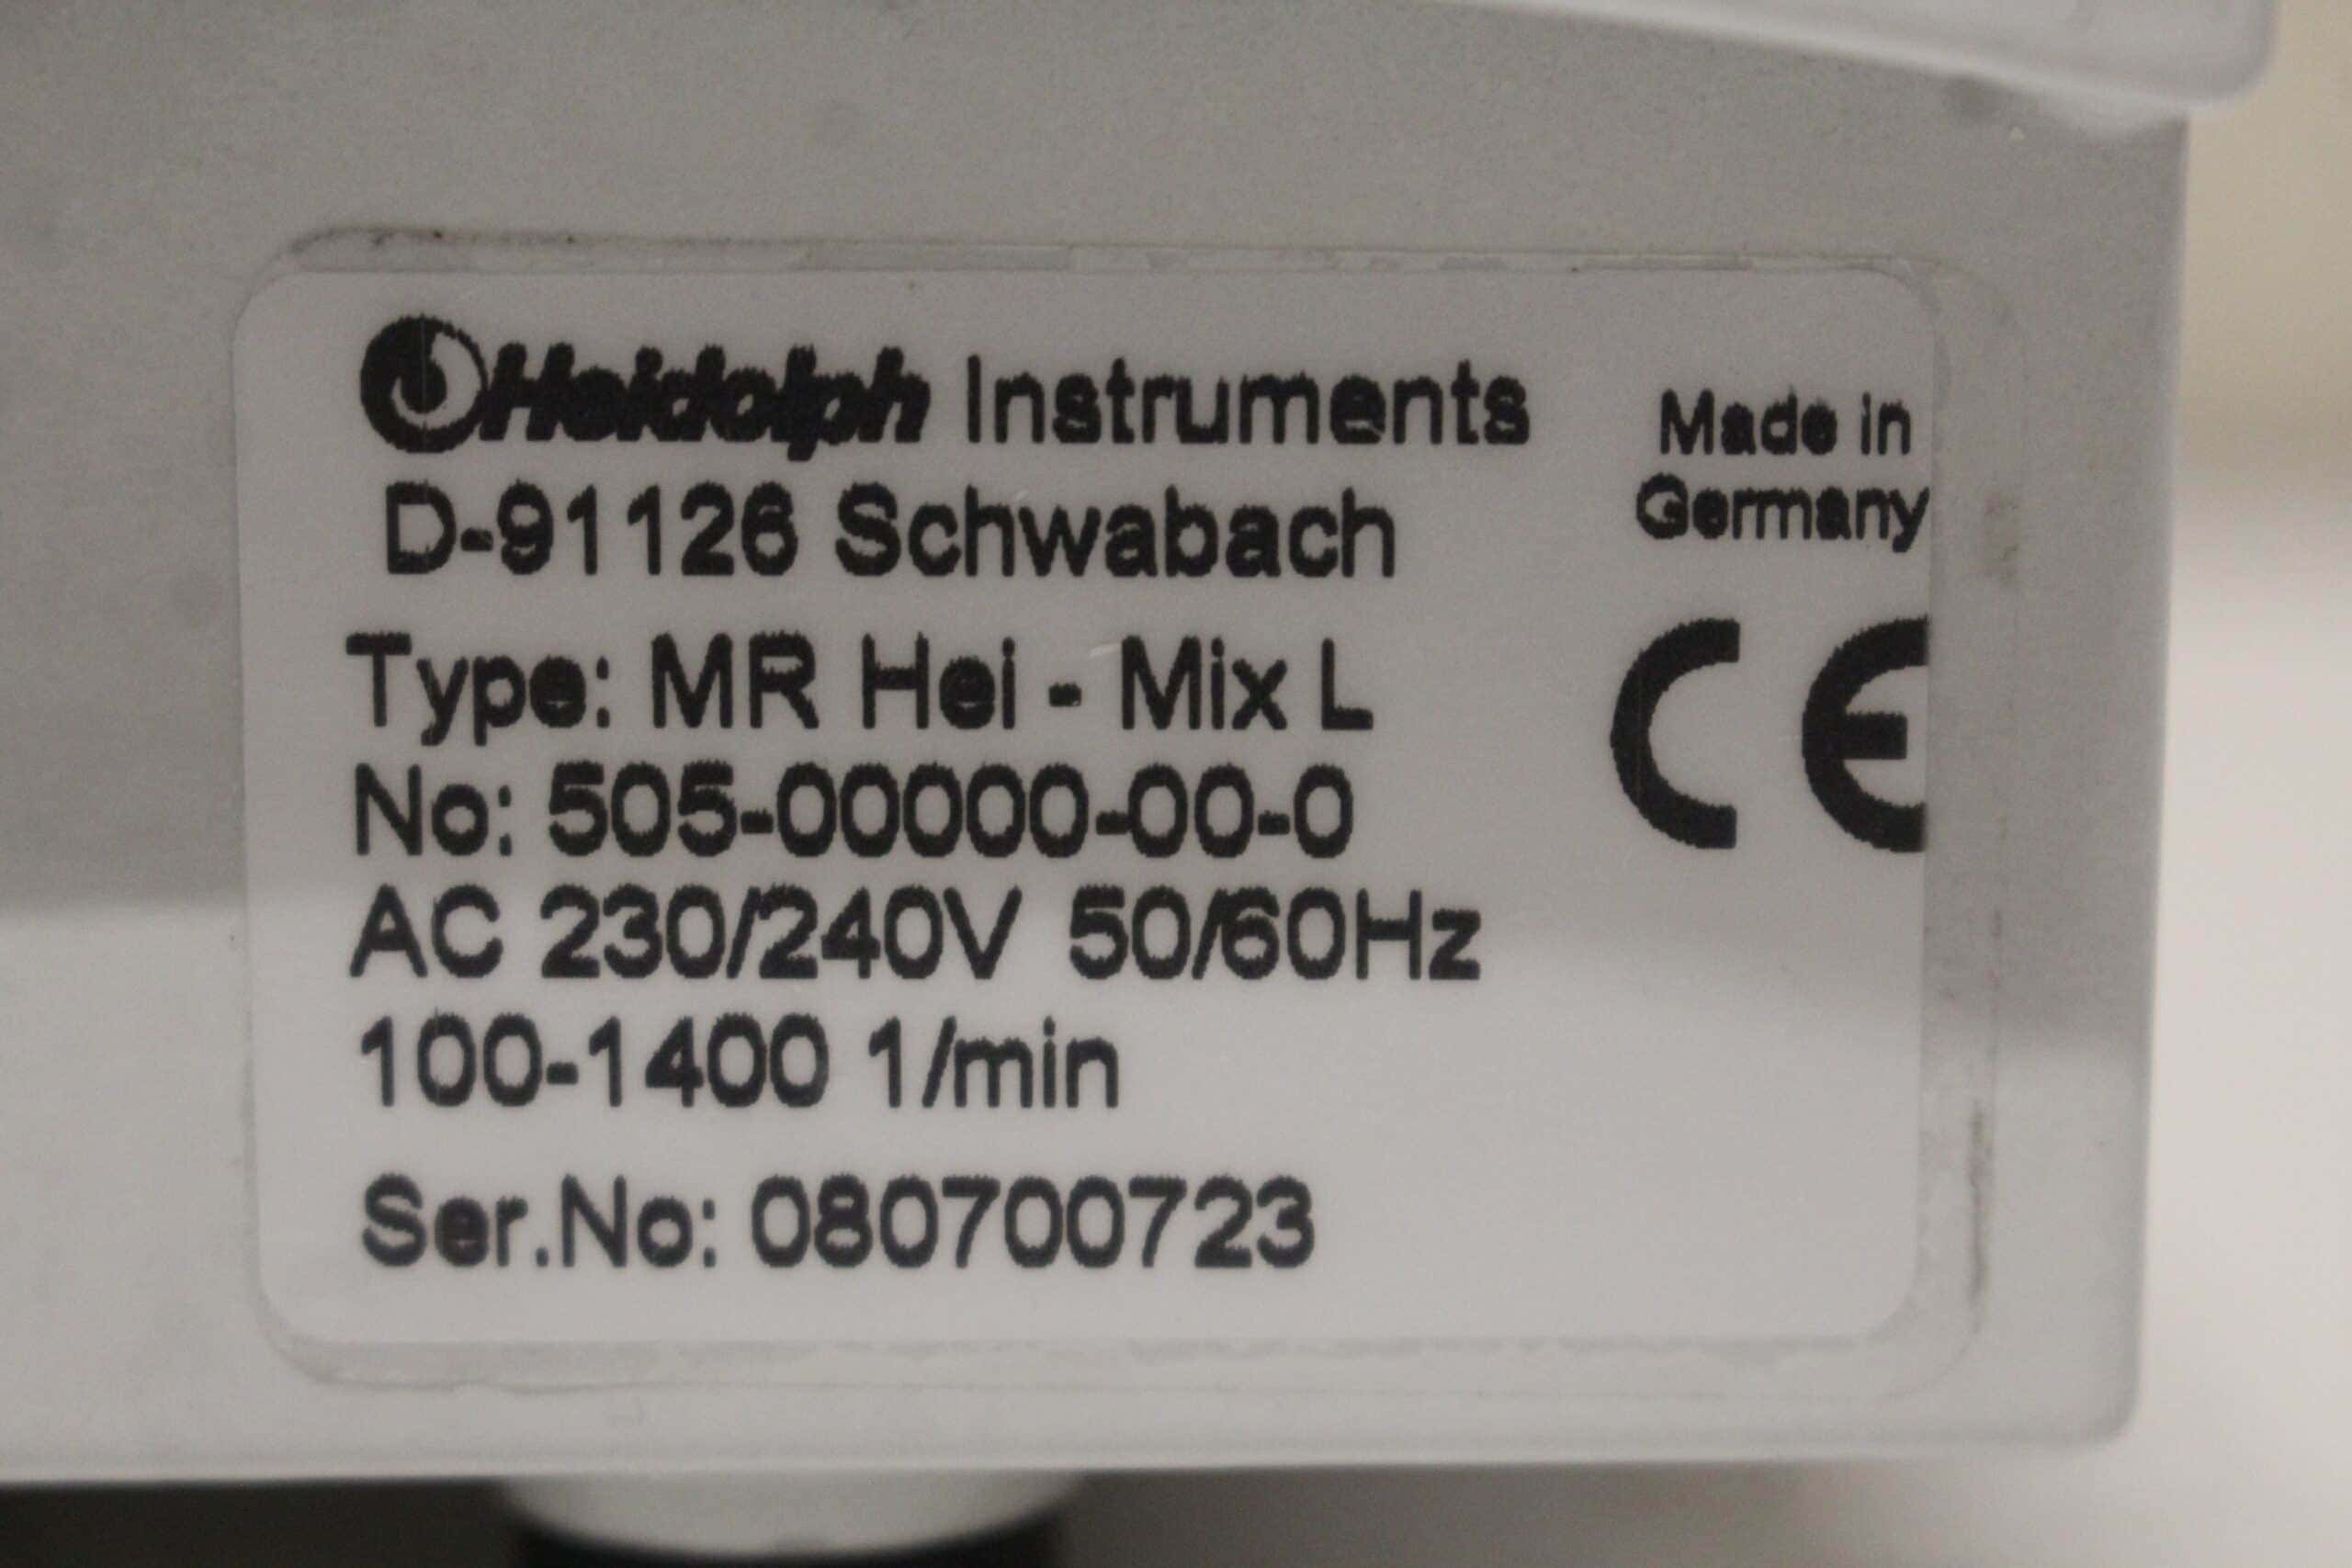 Heidolph Instruments
D-91126 Schwabach
Made in
Germany
Type: MR Hei - Mix L
No: 505-00000-00-0
AC 230/240V 50/60Hz
100-1400 1/min
Ser.No: 080700723
CE